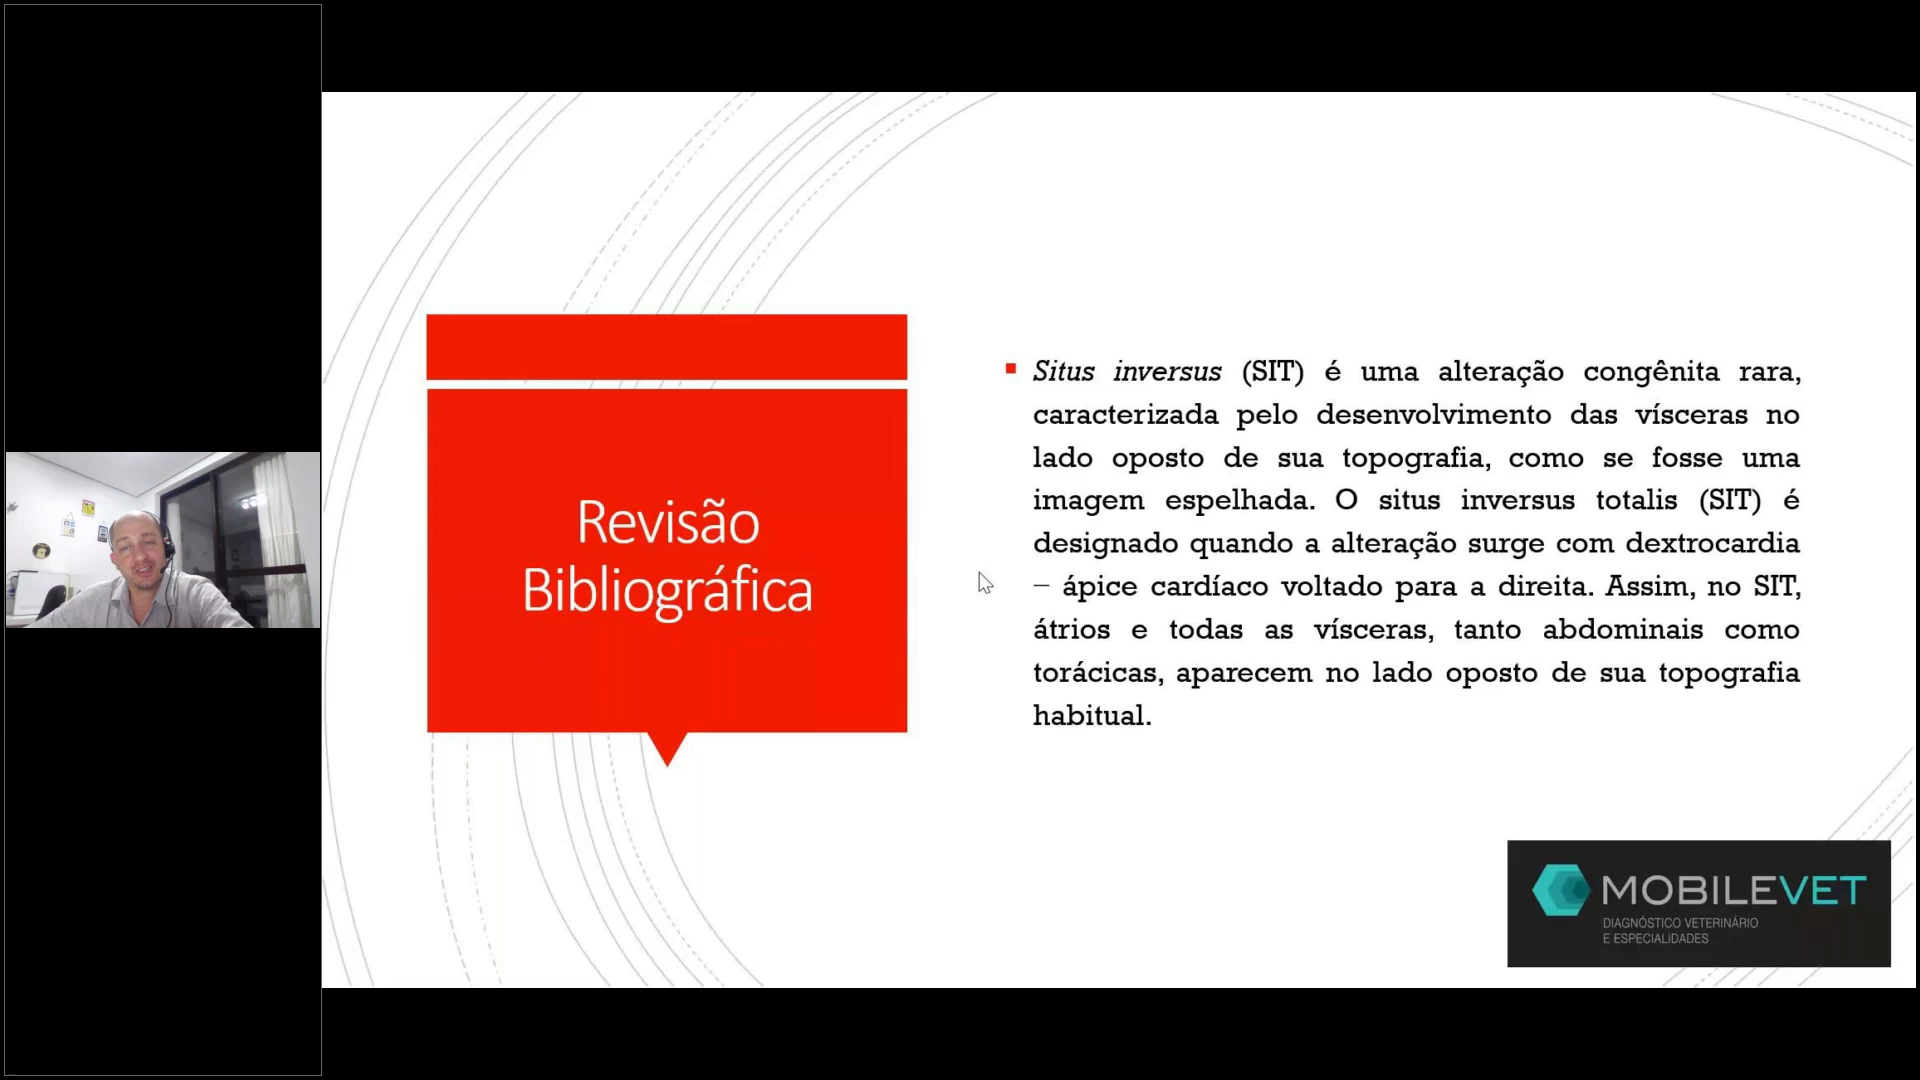 Revisão
Bibliográfica
Situs inversus (SIT) é uma alteração congênita rara,
caracterizada pelo desenvolvimento das vísceras no
lado oposto de sua topografia, como se fosse uma
imagem espelhada. O situs inversus totalis (SIT) é
designado quando a alteração surge com dextrocardia
– ápice cardíaco voltado para a direita. Assim, no SIT,
átrios e todas as vísceras, tanto abdominais como
torácicas, aparecem no lado oposto de sua topografia
habitual.
MOBILEVET
DIAGNÓSTICO VETERINÁRIO
E ESPECIALIDADES